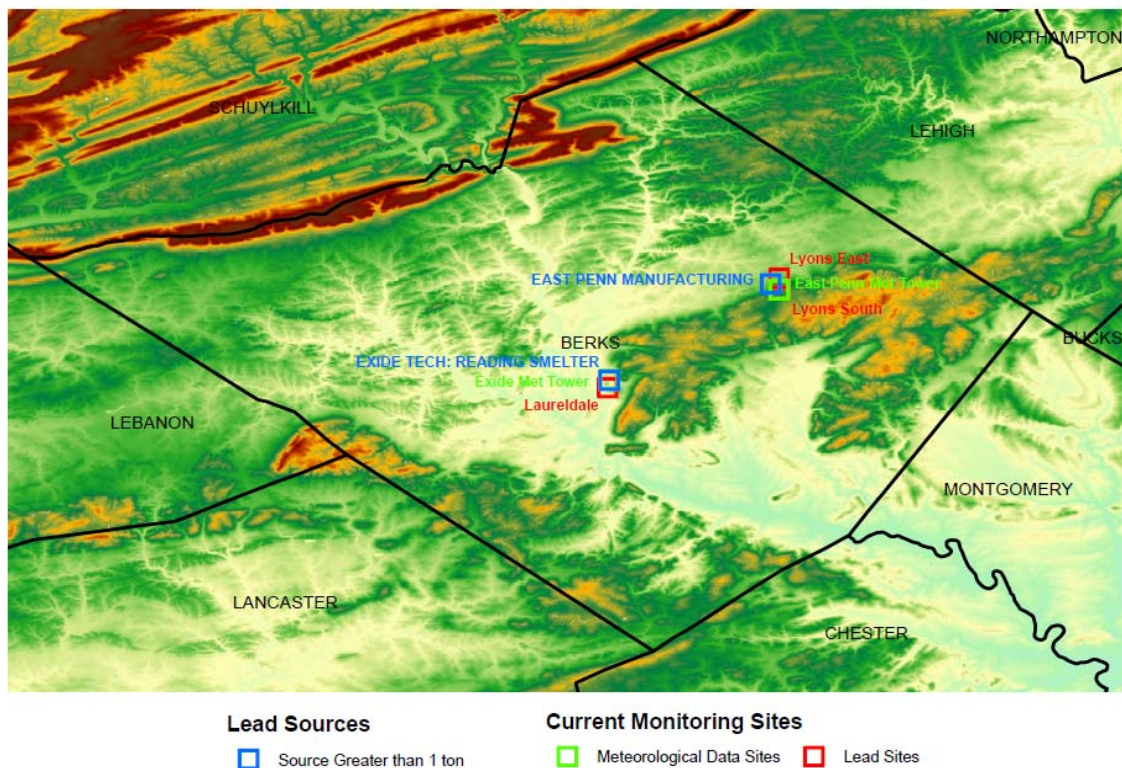 NORTHAMPTON
SCHUYLKILL
LEHIGH
Lyons East
EAST PENN MANUFACTURING
East Penn Met Tower
Lyons South
BUCKS
BERKS
EXIDE TECH: READING SMELTER
Exide Met Tower
Laureldale
LEBANON
MONTGOMERY
LANCASTER
CHESTER
Lead Sources
Source Greater than 1 ton
Current Monitoring Sites
Meteorological Data Sites
Lead Sites